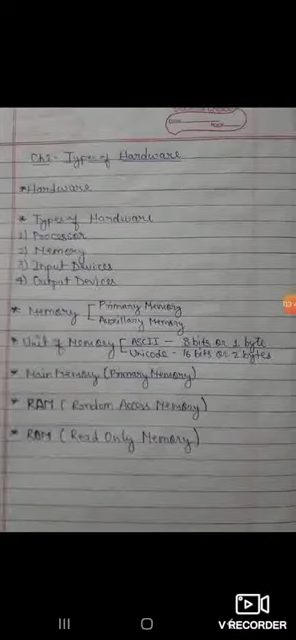 Ch1 - Types of Hardware
* Hardware
* Types of Hardware
1) Processor
2) Memory
3) Input Devices
4) Output Devices
* Memory [ Primary Memory
Auxillary Memory
* Unit of Memory [ ASCII - 8 bits or 1 byte
Unicode - 16 bits or 2 bytes
* Main Memory (Primary Memory)
* RAM (Random Access Memory)
* ROM (Read Only Memory)
V RECORDER